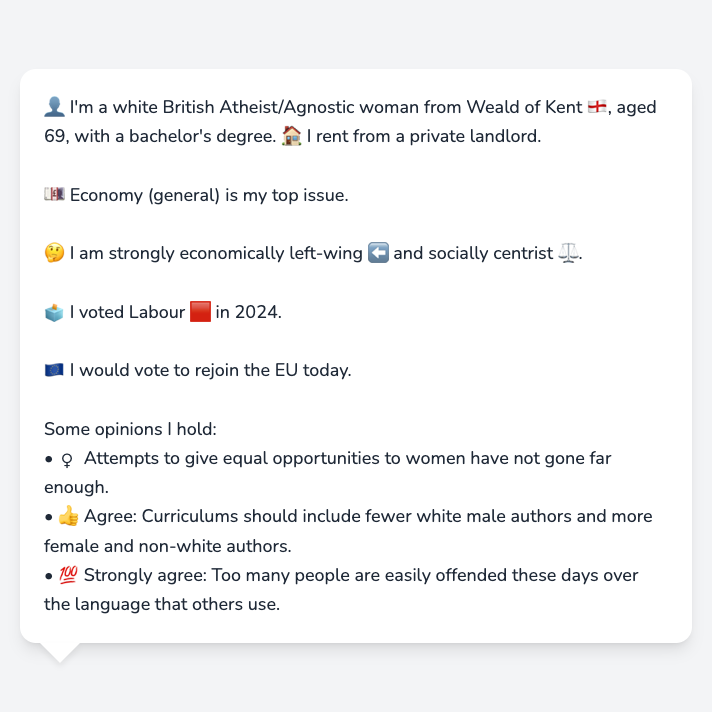 👤 I'm a white British Atheist/Agnostic woman from Weald of Kent 🏴󠁧󠁢󠁥󠁮󠁧󠁿, aged
69, with a bachelor's degree. 🏠 I rent from a private landlord.
💷 Economy (general) is my top issue.
🤔 I am strongly economically left-wing ⬅️ and socially centrist ⚖️.
🗳️ I voted Labour 🟥 in 2024.
🇪🇺 I would vote to rejoin the EU today.
Some opinions I hold:
• ♀️ Attempts to give equal opportunities to women have not gone far
enough.
• 👍 Agree: Curriculums should include fewer white male authors and more
female and non-white authors.
• 💯 Strongly agree: Too many people are easily offended these days over
the language that others use.